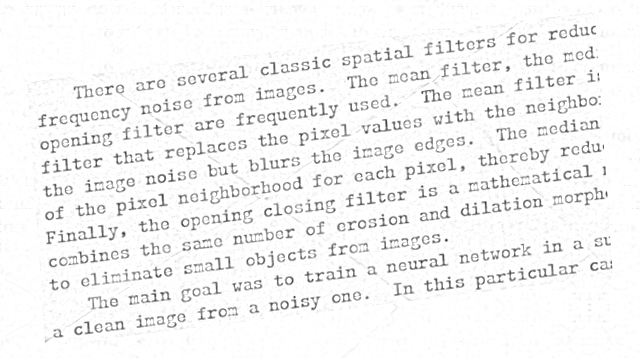 There are several classic spatial filters for reduc
frequency noise from images. The mean filter, the med
opening filter are frequently used. The mean filter i
filter that replaces the pixel values with the neighbo
the image noise but blurs the image edges. The median
of the pixel neighborhood for each pixel, thereby redu
Finally, the opening closing filter is a mathematical
combines the same number of erosion and dilation morph
to eliminate small objects from images.
The main goal was to train a neural network in a su
a clean image from a noisy one. In this particular ca